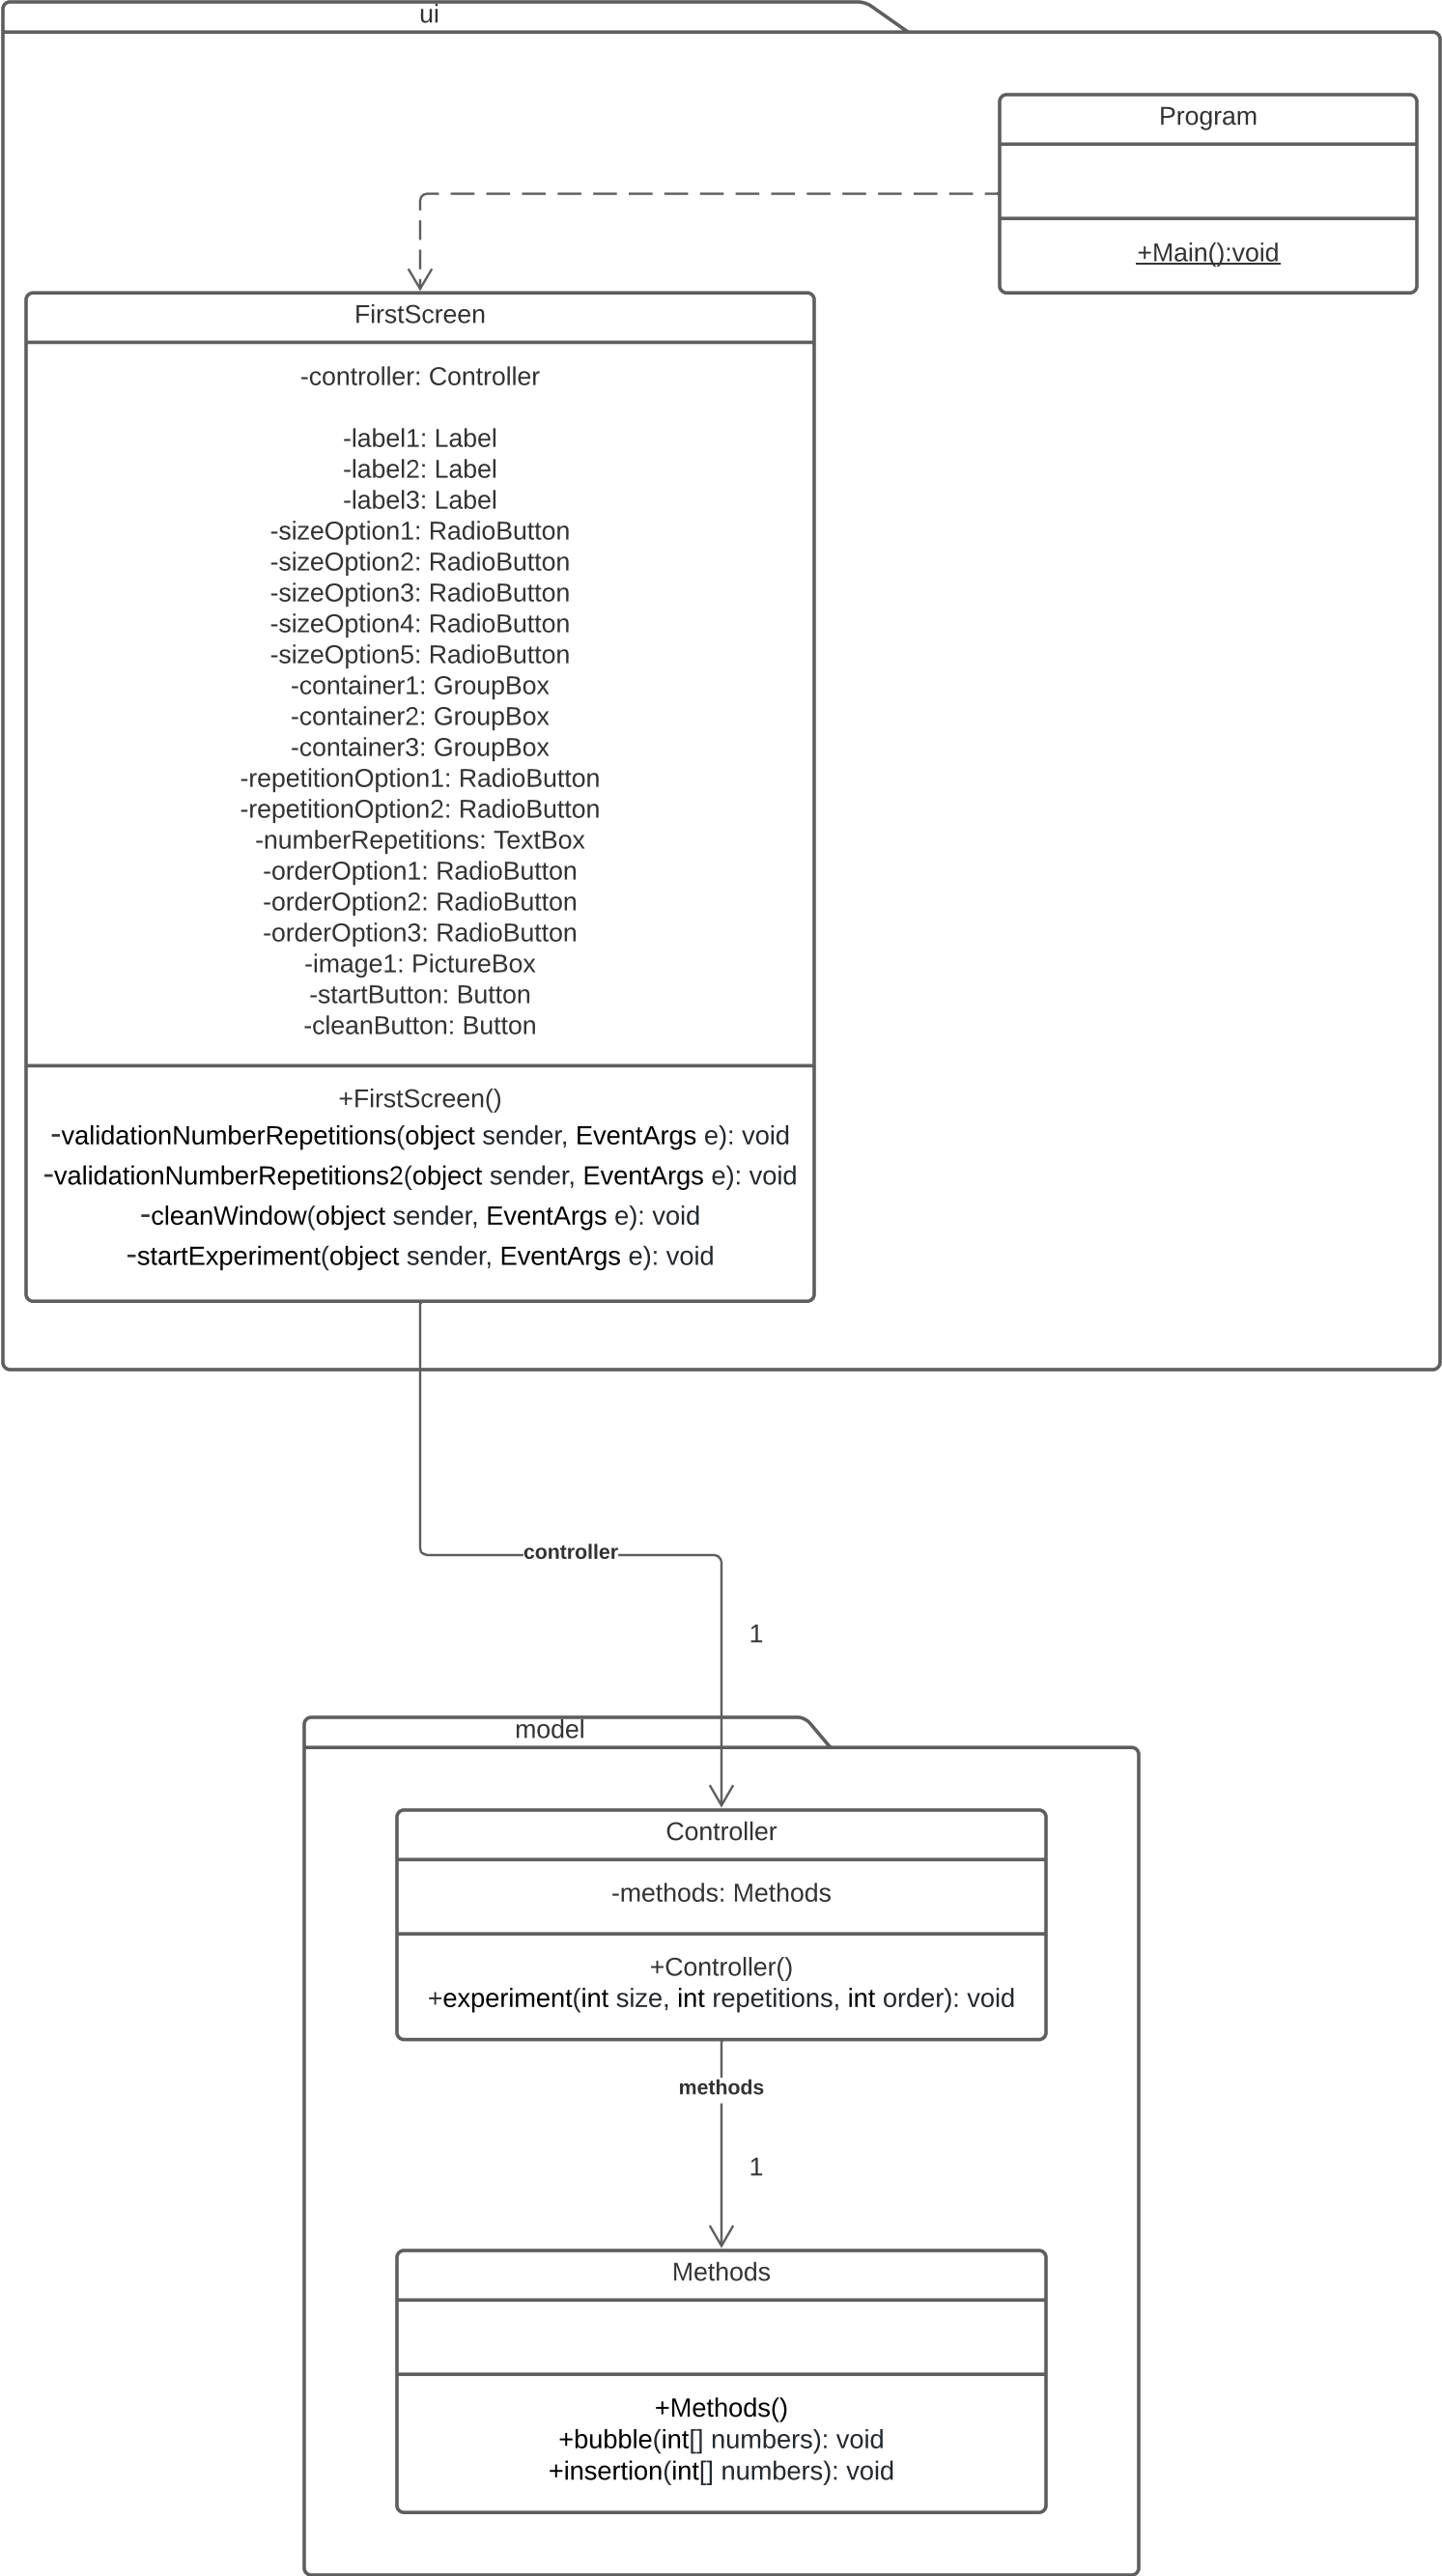 ui
Program
+Main():void
FirstScreen
-controller: Controller
-label1: Label
-label2: Label
-label3: Label
-sizeOption1: RadioButton
-sizeOption2: RadioButton
-sizeOption3: RadioButton
-sizeOption4: RadioButton
-sizeOption5: RadioButton
-container1: GroupBox
-container2: GroupBox
-container3: GroupBox
-repetitionOption1: RadioButton
-repetitionOption2: RadioButton
-numberRepetitions: TextBox
-orderOption1: RadioButton
-orderOption2: RadioButton
-orderOption3: RadioButton
-image1: PictureBox
-startButton: Button
-cleanButton: Button
+FirstScreen()
-validationNumberRepetitions(object sender, EventArgs e): void
-validationNumberRepetitions2(object sender, EventArgs e): void
-cleanWindow(object sender, EventArgs e): void
-startExperiment(object sender, EventArgs e): void
controller
1
model
Controller
-methods: Methods
+Controller()
+experiment(int size, int repetitions, int order): void
methods
1
Methods
+Methods()
+bubble(int[] numbers): void
+insertion(int[] numbers): void